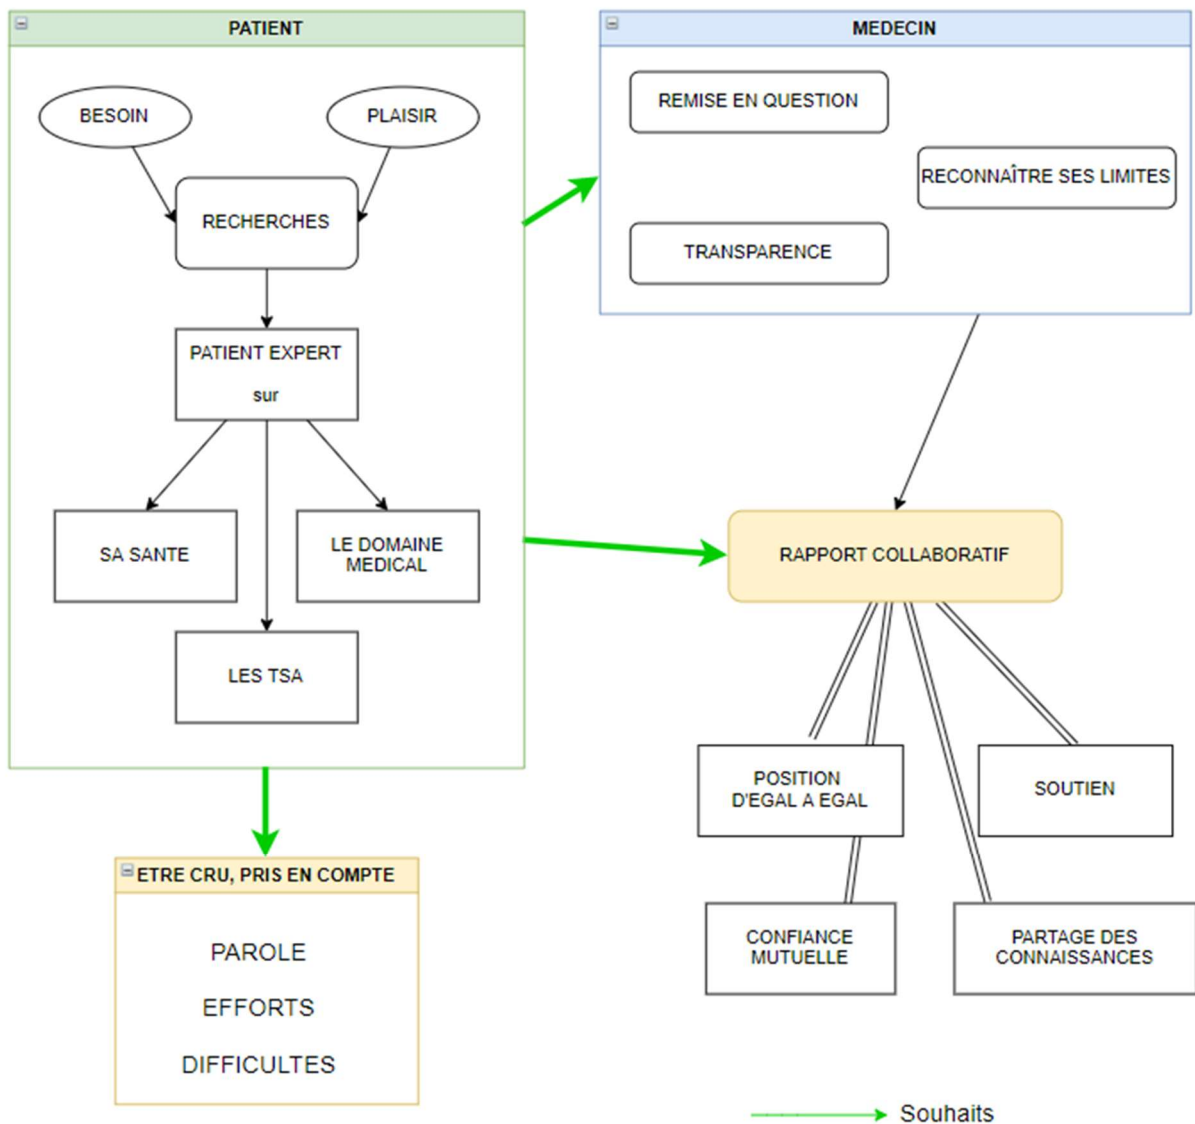 PATIENT
BESOIN
PLAISIR
RECHERCHES
PATIENT EXPERT
sur
SA SANTE
LE DOMAINE
MEDICAL
LES TSA
MEDECIN
REMISE EN QUESTION
RECONNAÎTRE SES LIMITES
TRANSPARENCE
RAPPORT COLLABORATIF
POSITION
D'EGAL A EGAL
SOUTIEN
CONFIANCE
MUTUELLE
PARTAGE DES
CONNAISSANCES
ETRE CRU, PRIS EN COMPTE
PAROLE
EFFORTS
DIFFICULTES
Souhaits